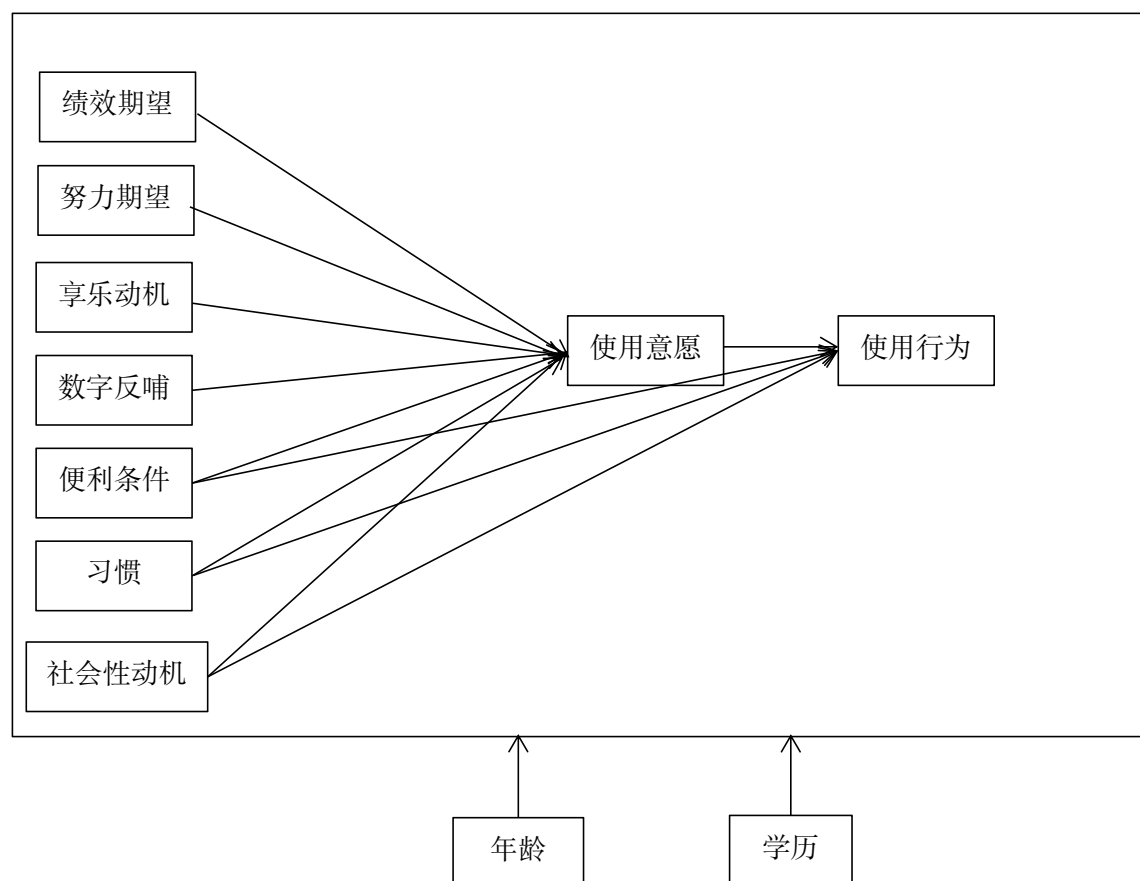 绩效期望
努力期望
享乐动机
数字反哺
便利条件
习惯
社会性动机
使用意愿
使用行为
年龄
学历